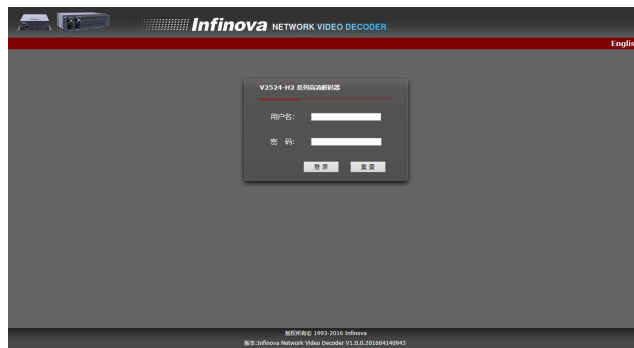 Infinova NETWORK VIDEO DECODER
Englis
V2524-H2 系列高清解码器
用户名:
密 码:
登 录 重 置
版权所有© 1993-2016 Infinova
版本:Infinova Network Video Decoder V1.0.0.201604140943